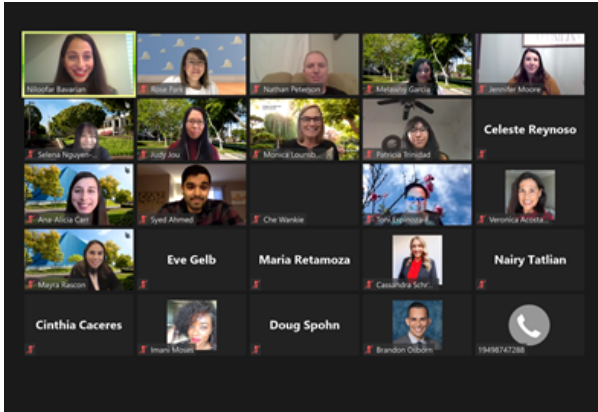 Niloofar Bavarian
Rose Park
Nathan Peterson
Melawhy Garcia
Jennifer Moore
Selena Nguyen-
Judy Jou
Monica Lounsb...
Patricia Trinidad
Celeste Reynoso
Ana-Alicia Carr
Syed Ahmed
Che Wankie
Toni Espinoza-F...
Veronica Acosta...
Mayra Rascon
Eve Gelb
Maria Retamoza
Cassandra Schr...
Nairy Tatlian
Cinthia Caceres
Imani Moses
Doug Spohn
Brandon Osborn
19498747288